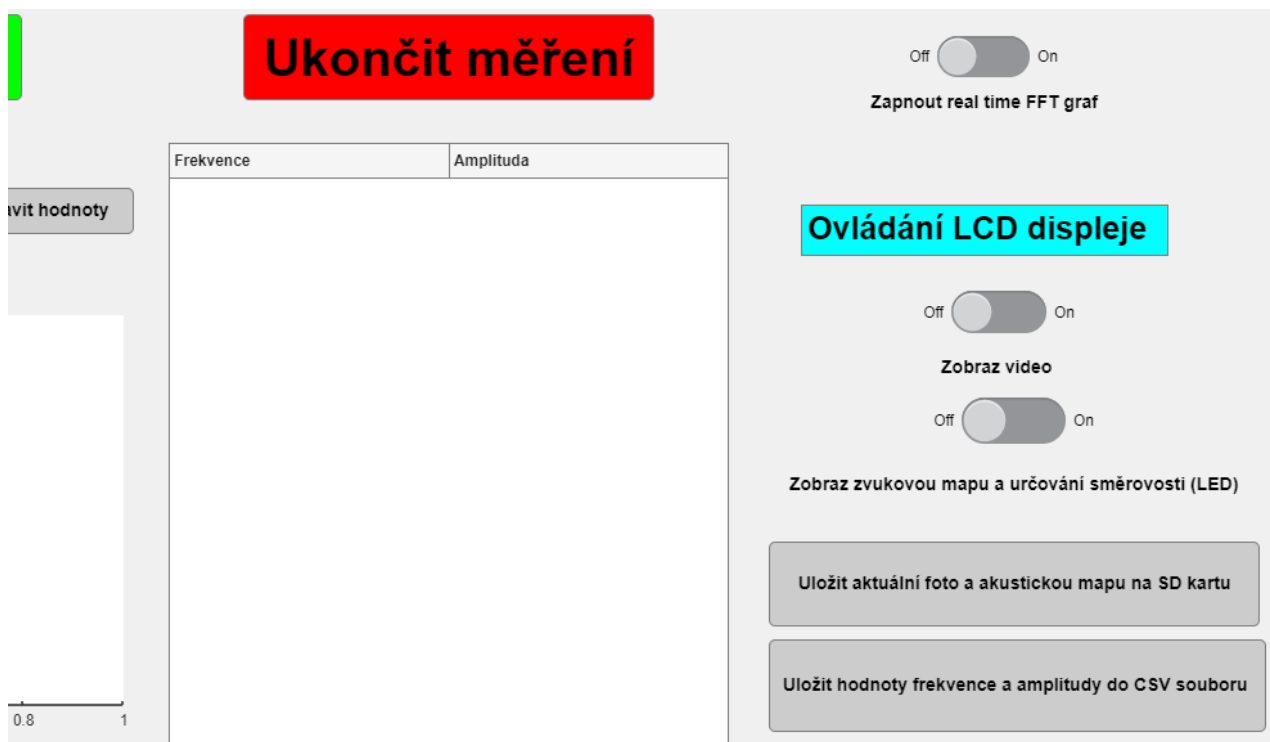 Ukončit měření
Off On
Zapnout real time FFT graf
Frekvence Amplituda
hodnoty
Ovládání LCD displeje
Off On
Zobraz video
Off On
Zobraz zvukovou mapu a určování směrovosti (LED)
Uložit aktuální foto a akustickou mapu na SD kartu
Uložit hodnoty frekvence a amplitudy do CSV souboru
0.8 1